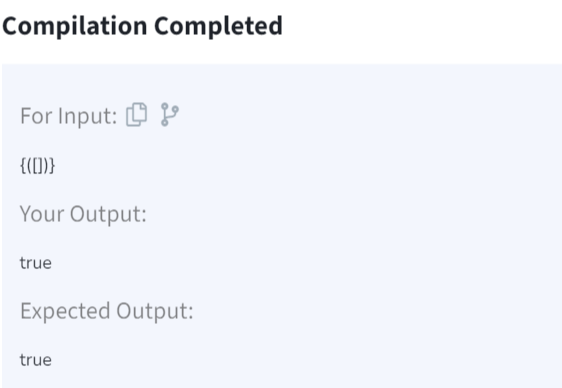 Compilation Completed
For Input:
{([])}
Your Output:
true
Expected Output:
true